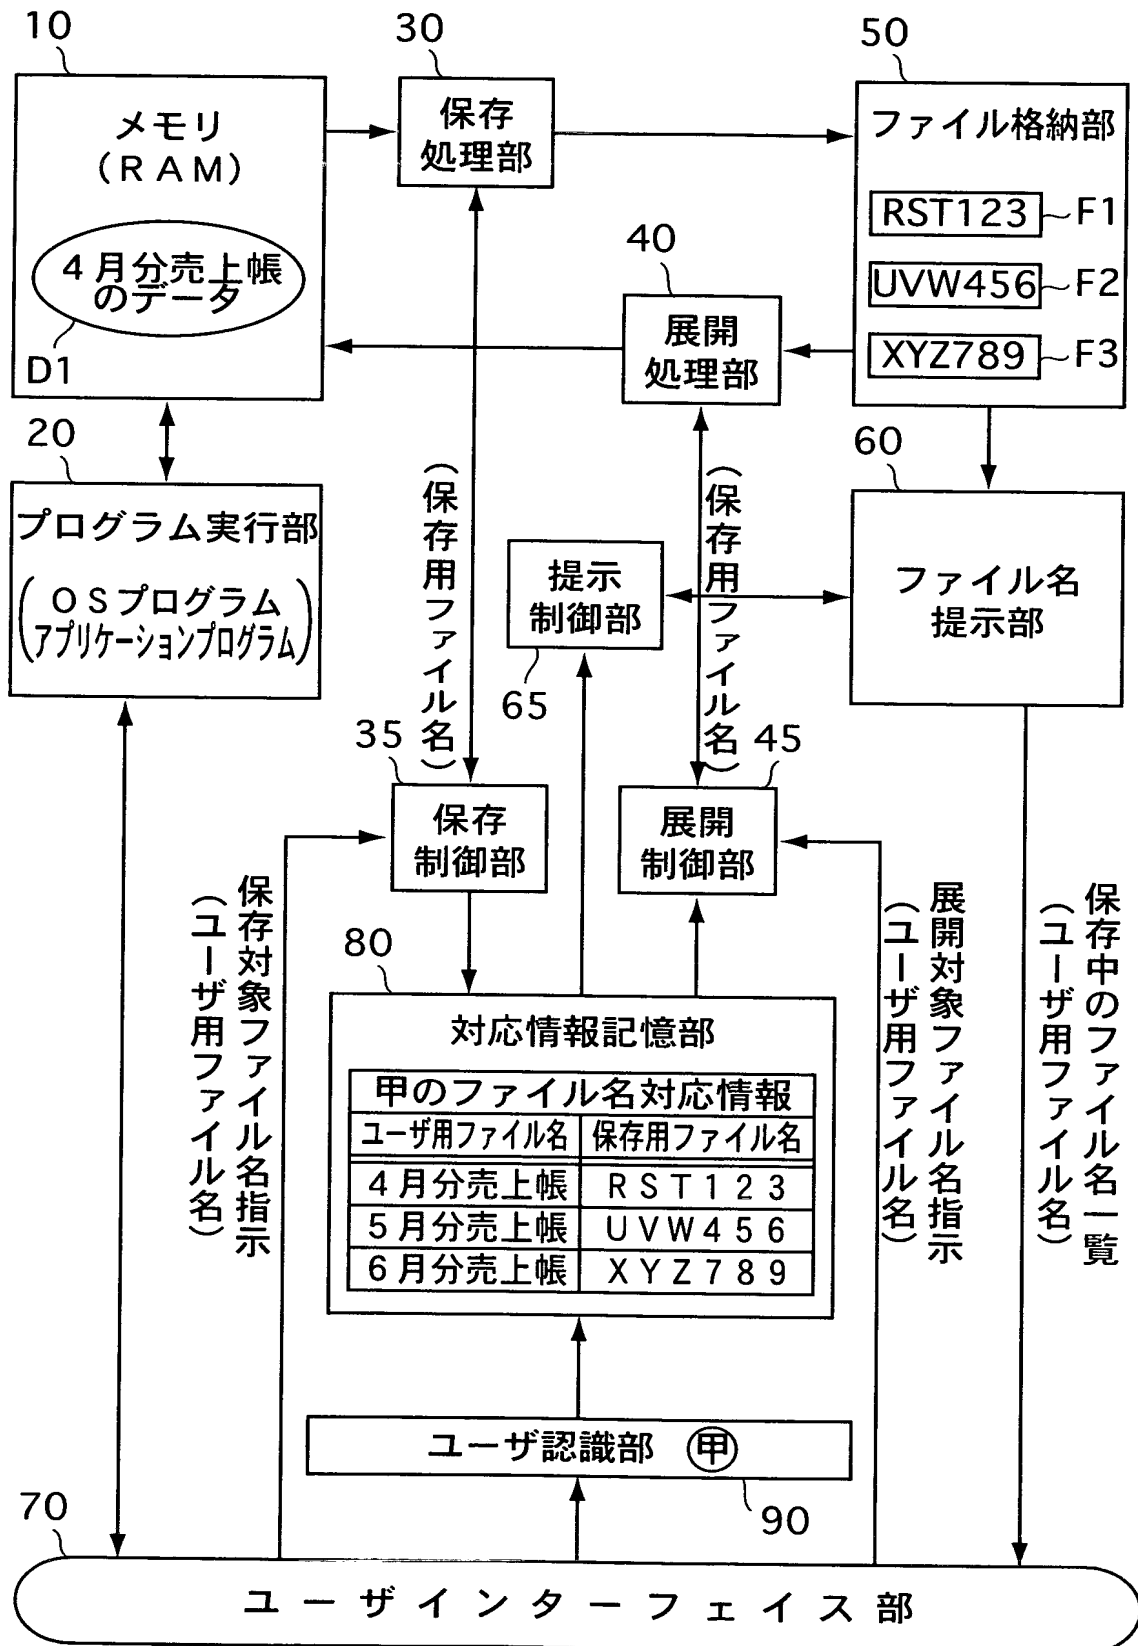 10
メモリ
(RAM)
4月分売上帳
のデータ
D1
30
保存
処理部
50
ファイル格納部
RST123
F1
UVW456
F2
XYZ789
F3
40
展開
処理部
20
プログラム実行部
OSプログラム
アプリケーションプログラム
(保存用ファイル名)
(保存用ファイル名)
提示
制御部
65
60
ファイル名
提示部
35
保存
制御部
45
展開
制御部
保存対象ファイル名指示
(ユーザ用ファイル名)
展開対象ファイル名指示
(ユーザ用ファイル名)
保存中のファイル名一覧
(ユーザ用ファイル名)
80
対応情報記憶部
甲のファイル名対応情報
ユーザ用ファイル名 保存用ファイル名
4月分売上帳 RST123
5月分売上帳 UVW456
6月分売上帳 XYZ789
ユーザ認識部 甲
90
70
ユーザインターフェイス部